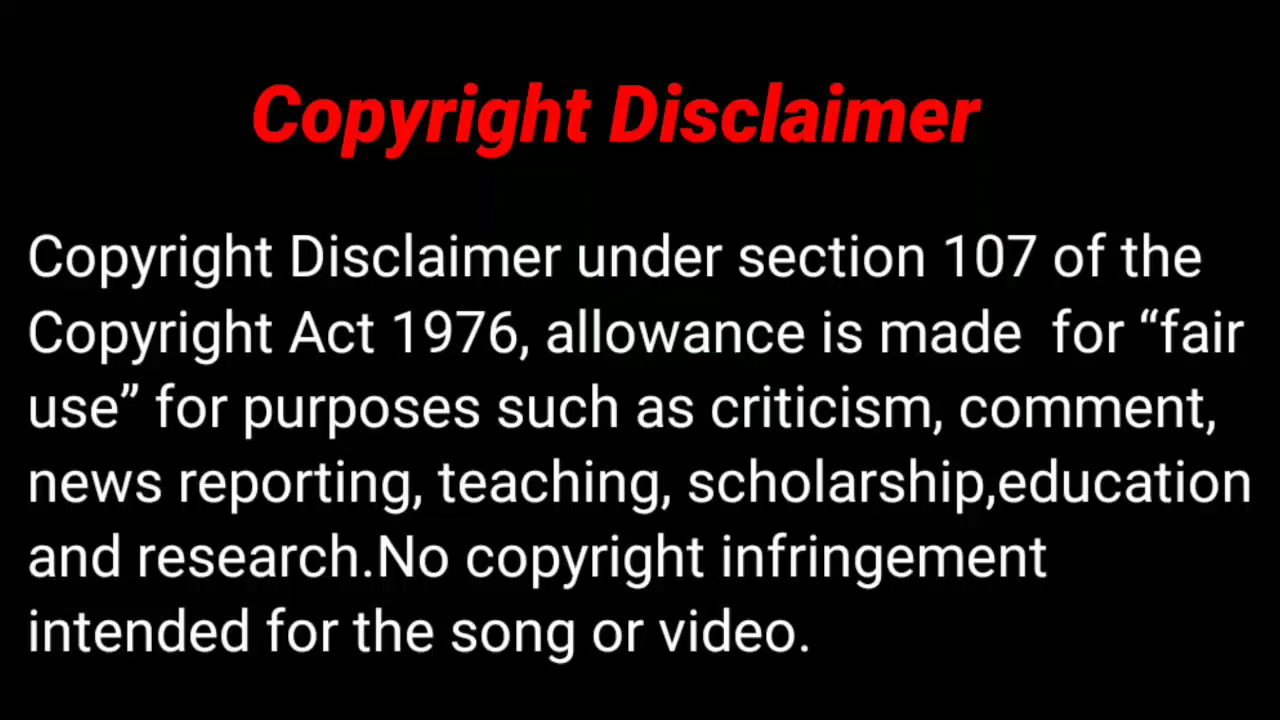 Copyright Disclaimer
Copyright Disclaimer under section 107 of the
Copyright Act 1976, allowance is made  for “fair
use” for purposes such as criticism, comment,
news reporting, teaching, scholarship,education
and research.No copyright infringement
intended for the song or video.